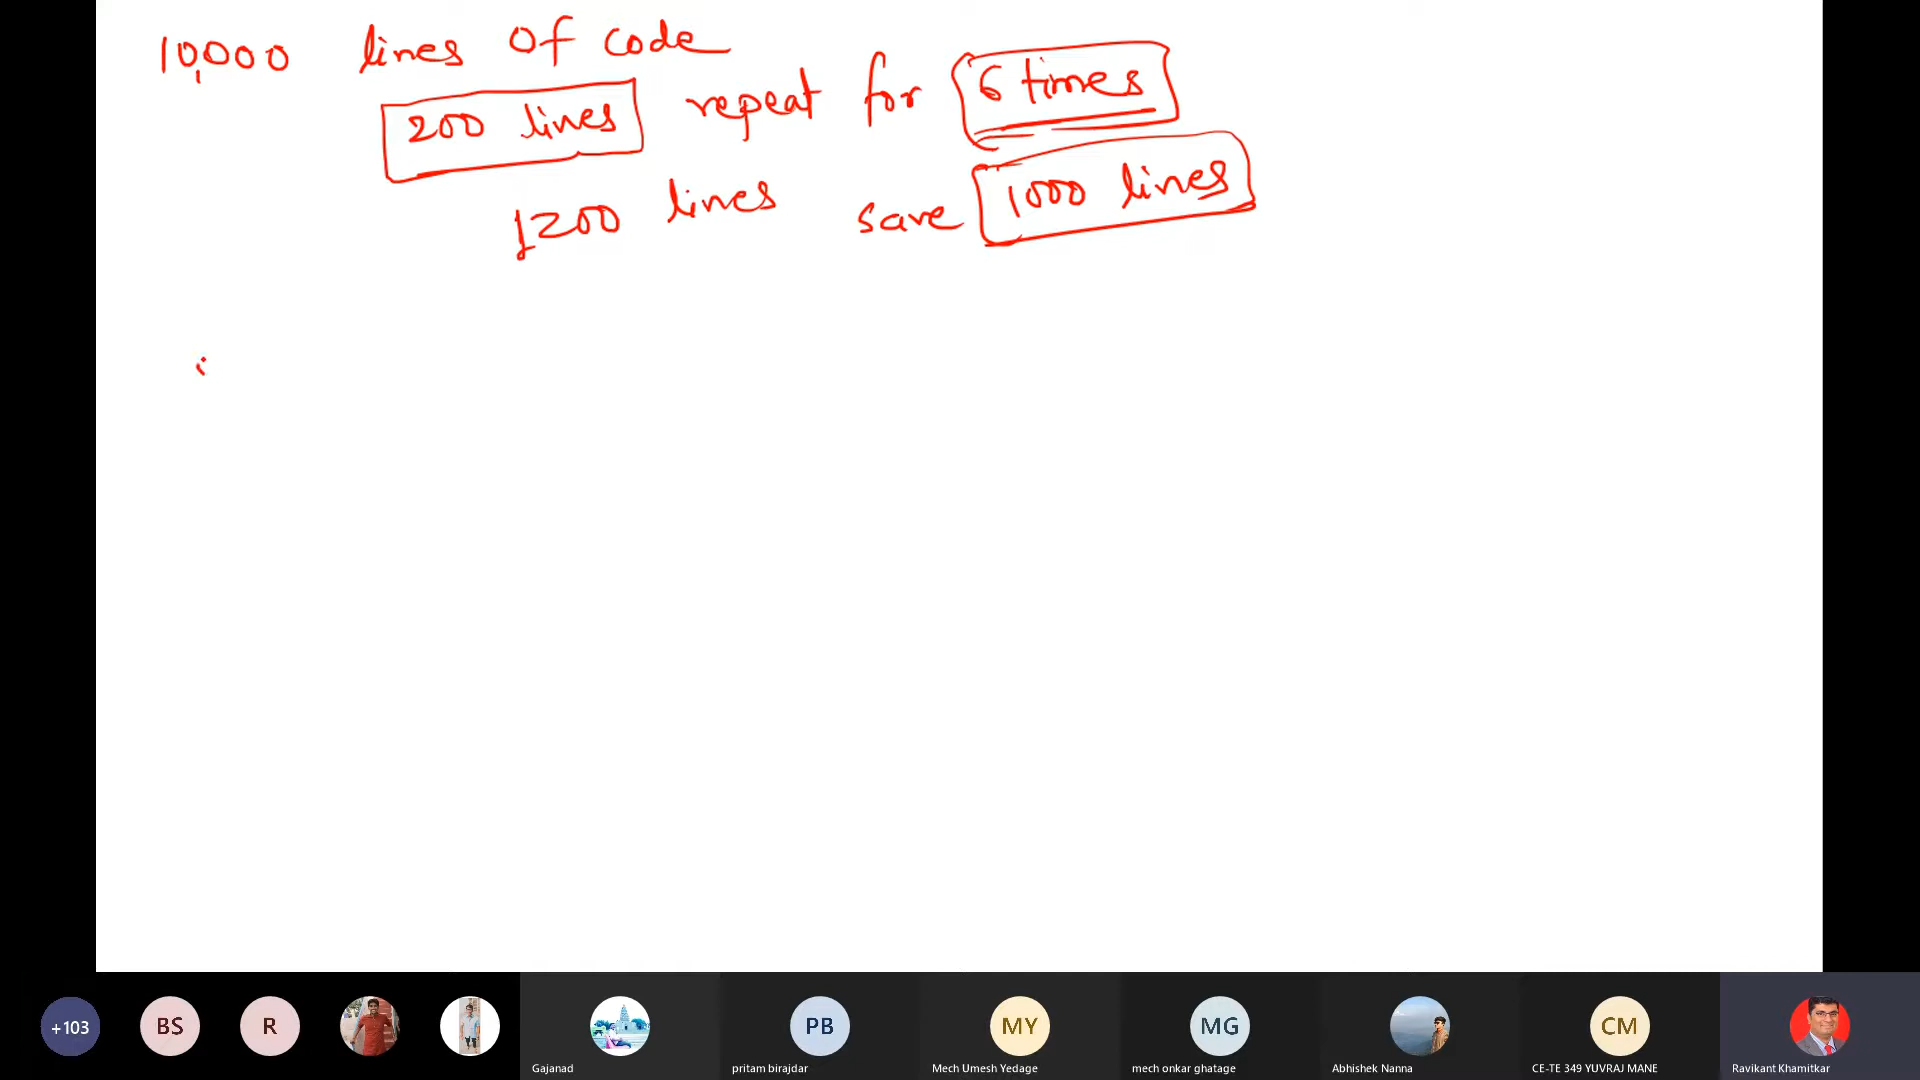 10,000 lines of code
200 lines repeat for 6 times
1200 lines save 1000 lines
+103 BS R PB MY MG CM
Gajanad pritam birajdar Mech Umesh Yedage mech onkar ghatage Abhishek Nanna CE-TE 349 YUVRAJ MANE Ravikant Khamitkar